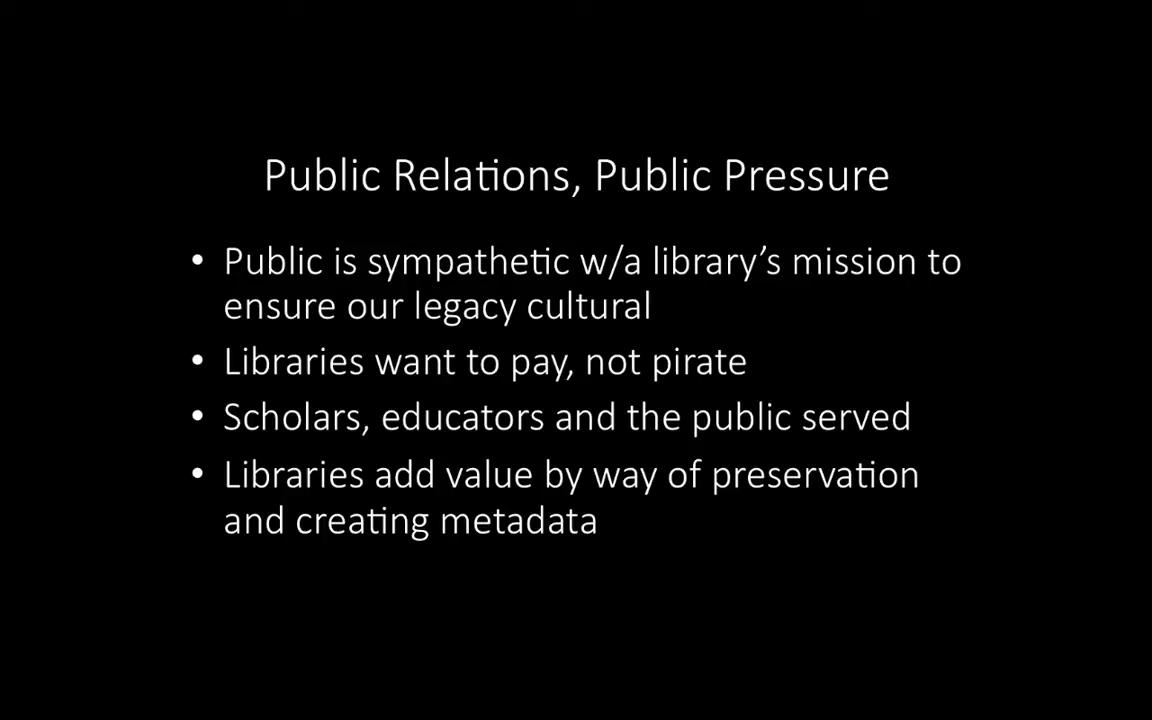 Public Relations, Public Pressure
• Public is sympathetic w/a library’s mission to
ensure our legacy cultural
• Libraries want to pay, not pirate
• Scholars, educators and the public served
• Libraries add value by way of preservation
and creating metadata